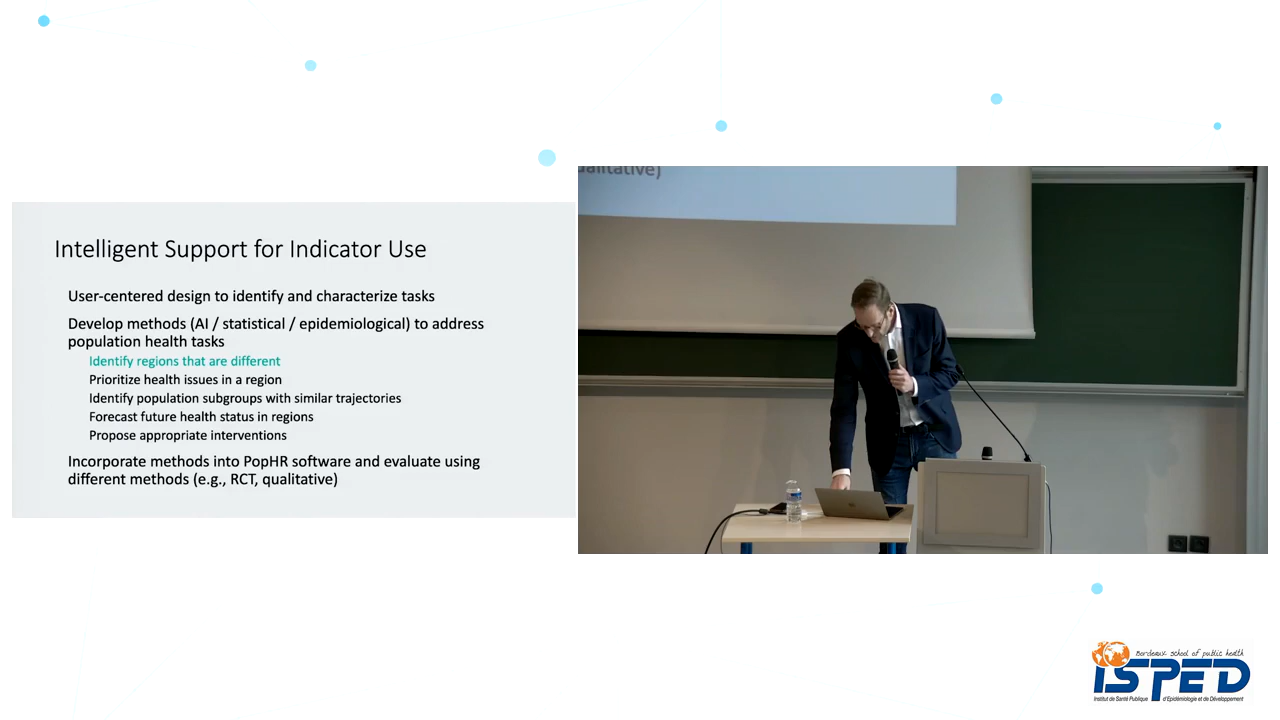 Intelligent Support for Indicator Use
User-centered design to identify and characterize tasks
Develop methods (AI / statistical / epidemiological) to address
population health tasks
Identify regions that are different
Prioritize health issues in a region
Identify population subgroups with similar trajectories
Forecast future health status in regions
Propose appropriate interventions
Incorporate methods into PopHR software and evaluate using
different methods (e.g., RCT, qualitative)
qualitative)
Bordeaux school of public health
ISPED
Institut de Santé Publique d'Epidémiologie et de Développement